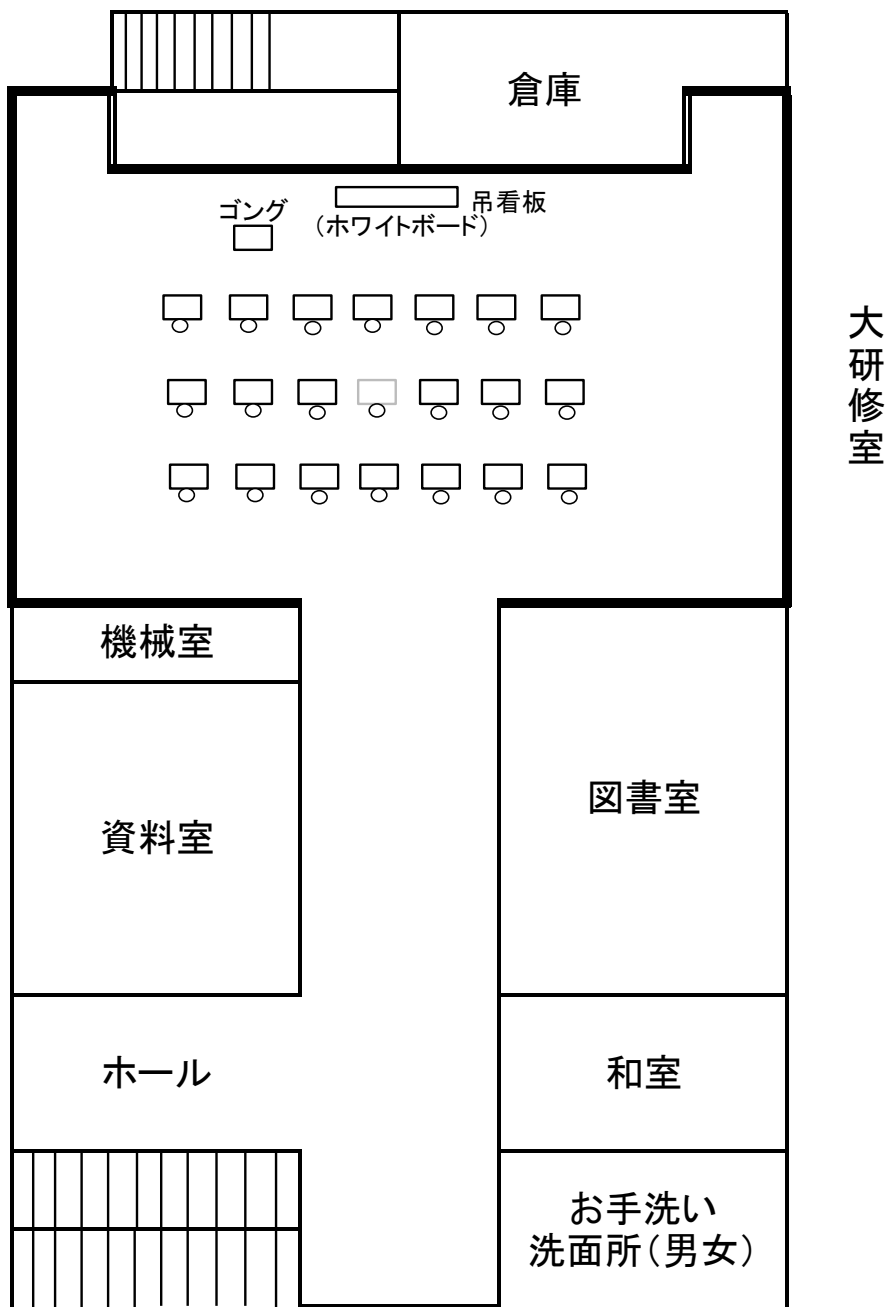 倉庫
ゴング
吊看板
（ホワイトボード）
大研修室
機械室
図書室
資料室
ホール
和室
お手洗い
洗面所（男女）